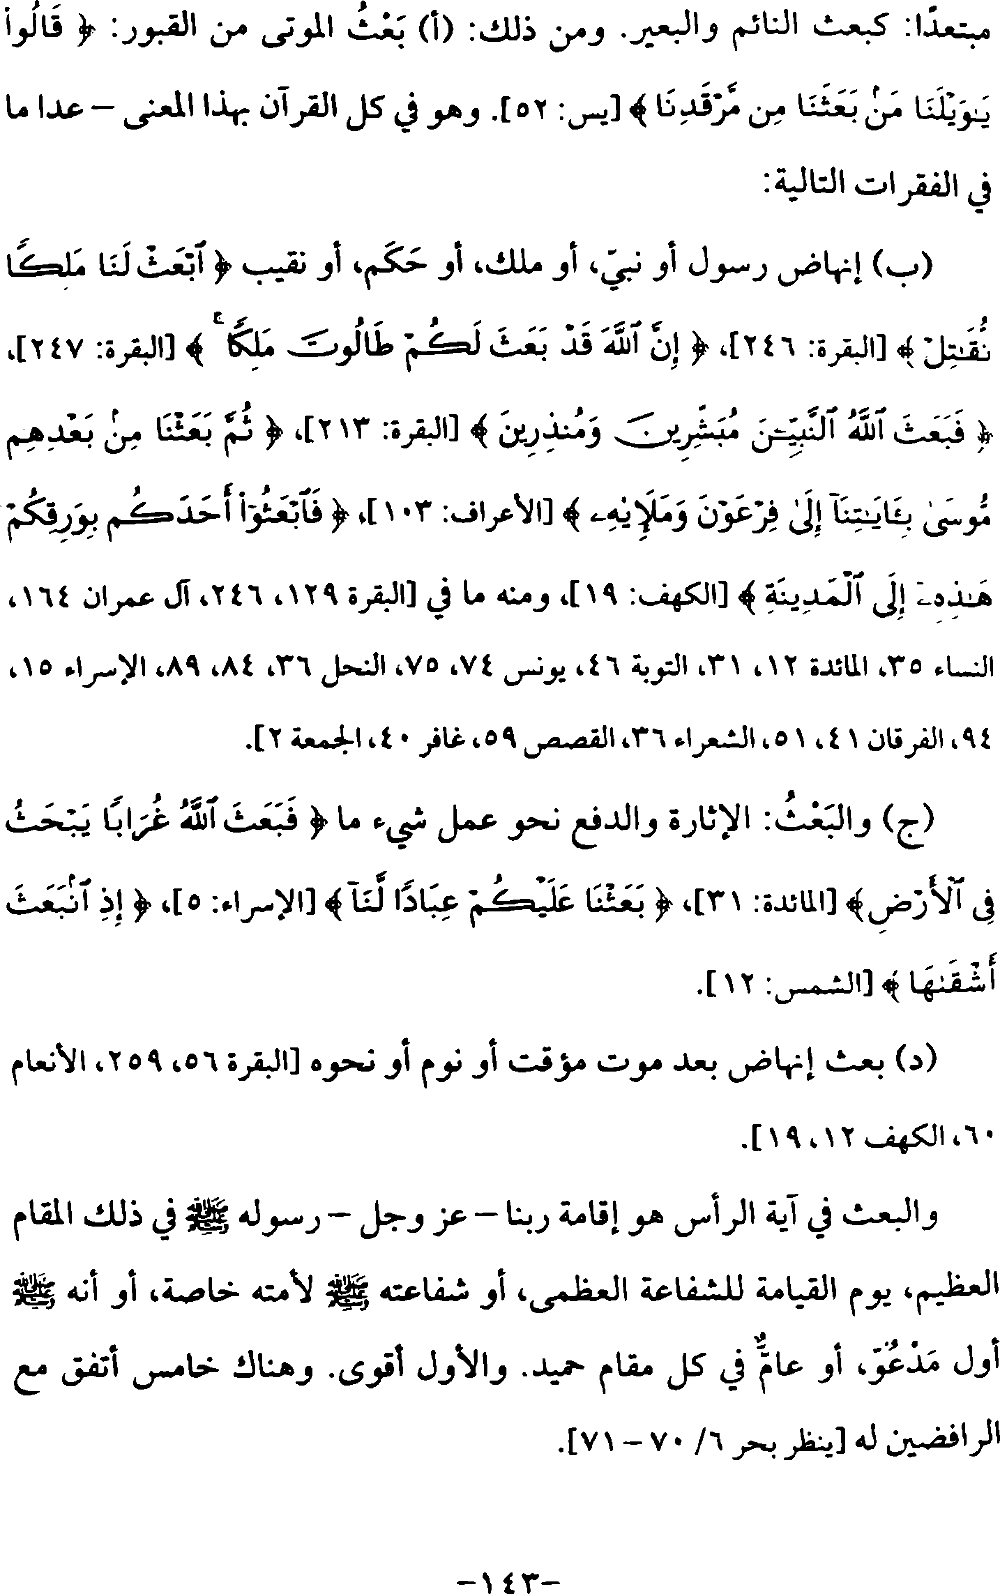 مبتعدًا: كبعث النائم والبعير. ومن ذلك: (أ) بَعْثُ الموتى من القبور: ﴿ قَالُوا۟
يَـٰوَيْلَنَا مَنۢ بَعَثَنَا مِن مَّرْقَدِنَا ﴾ [يس: ٥٢]. وهو في كل القرآن بهذا المعنى – عدا ما
في الفقرات التالية:
(ب) إنهاض رسول أو نبيّ، أو ملك، أو حَكَم، أو نقيب ﴿ ٱبْعَثْ لَنَا مَلِكًا
نُّقَـٰتِلْ ﴾ [البقرة: ٢٤٦]، ﴿ إِنَّ ٱللَّهَ قَدْ بَعَثَ لَكُمْ طَالُوتَ مَلِكًا ۚ ﴾ [البقرة: ٢٤٧]،
﴿ فَبَعَثَ ٱللَّهُ ٱلنَّبِيِّـۧنَ مُبَشِّرِينَ وَمُنذِرِينَ ﴾ [البقرة: ٢١٣]، ﴿ ثُمَّ بَعَثْنَا مِنۢ بَعْدِهِم
مُّوسَىٰ بِـَٔايَـٰتِنَآ إِلَىٰ فِرْعَوْنَ وَمَلَإِيْهِۦ ﴾ [الأعراف: ١٠٣]، ﴿ فَٱبْعَثُوٓا۟ أَحَدَكُم بِوَرِقِكُمْ
هَـٰذِهِۦٓ إِلَى ٱلْمَدِينَةِ ﴾ [الكهف: ١٩]، ومنه ما في [البقرة ١٢٩، ٢٤٦، آل عمران ١٦٤،
النساء ٣٥، المائدة ١٢، ٣١، التوبة ٤٦، يونس ٧٤، ٧٥، النحل ٣٦، ٨٤، ٨٩، الإسراء ١٥،
٩٤، الفرقان ٤١، ٥١، الشعراء ٣٦، القصص ٥٩، غافر ٤٠، الجمعة ٢].
(ج) والبَعْثُ: الإثارة والدفع نحو عمل شيء ما ﴿ فَبَعَثَ ٱللَّهُ غُرَابًا يَبْحَثُ
فِى ٱلْأَرْضِ ﴾ [المائدة: ٣١]، ﴿ بَعَثْنَا عَلَيْكُمْ عِبَادًا لَّنَآ ﴾ [الإسراء: ٥]، ﴿ إِذِ ٱنۢبَعَثَ
أَشْقَىٰهَا ﴾ [الشمس: ١٢].
(د) بعث إنهاض بعد موت مؤقت أو نوم أو نحوه [البقرة ٥٦، ٢٥٩، الأنعام
٦٠، الكهف ١٢، ١٩].
والبعث في آية الرأس هو إقامة ربنا – عز وجل – رسوله ﷺ في ذلك المقام
العظيم، يوم القيامة للشفاعة العظمى، أو شفاعته ﷺ لأمته خاصة، أو أنه ﷺ
أول مَدْعُوّ، أو عامٌّ في كل مقام حميد. والأول أقوى. وهناك خامس أتفق مع
الرافضين له [ينظر بحر ٦/ ٧٠ – ٧١].
–١٤٣–